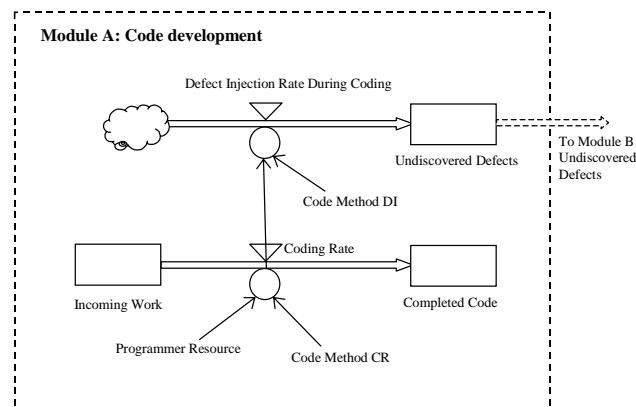 Module A: Code development
Defect Injection Rate During Coding
Undiscovered Defects
To Module B
Undiscovered
Defects
Code Method DI
Coding Rate
Incoming Work
Completed Code
Programmer Resource
Code Method CR